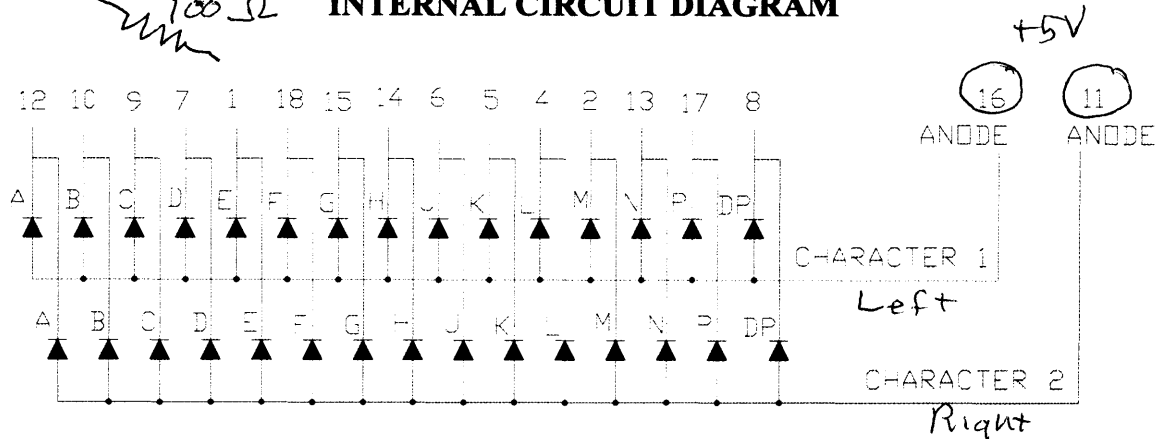 100 Ω INTERNAL CIRCUIT DIAGRAM
+5V
12 10 9 7 1 18 15 14 6 5 4 2 13 17 8 16 11
ANODE ANODE
A B C D E F G H J K L M N P DP
CHARACTER 1
Left
A B C D E F G H J K L M N P DP
CHARACTER 2
Right